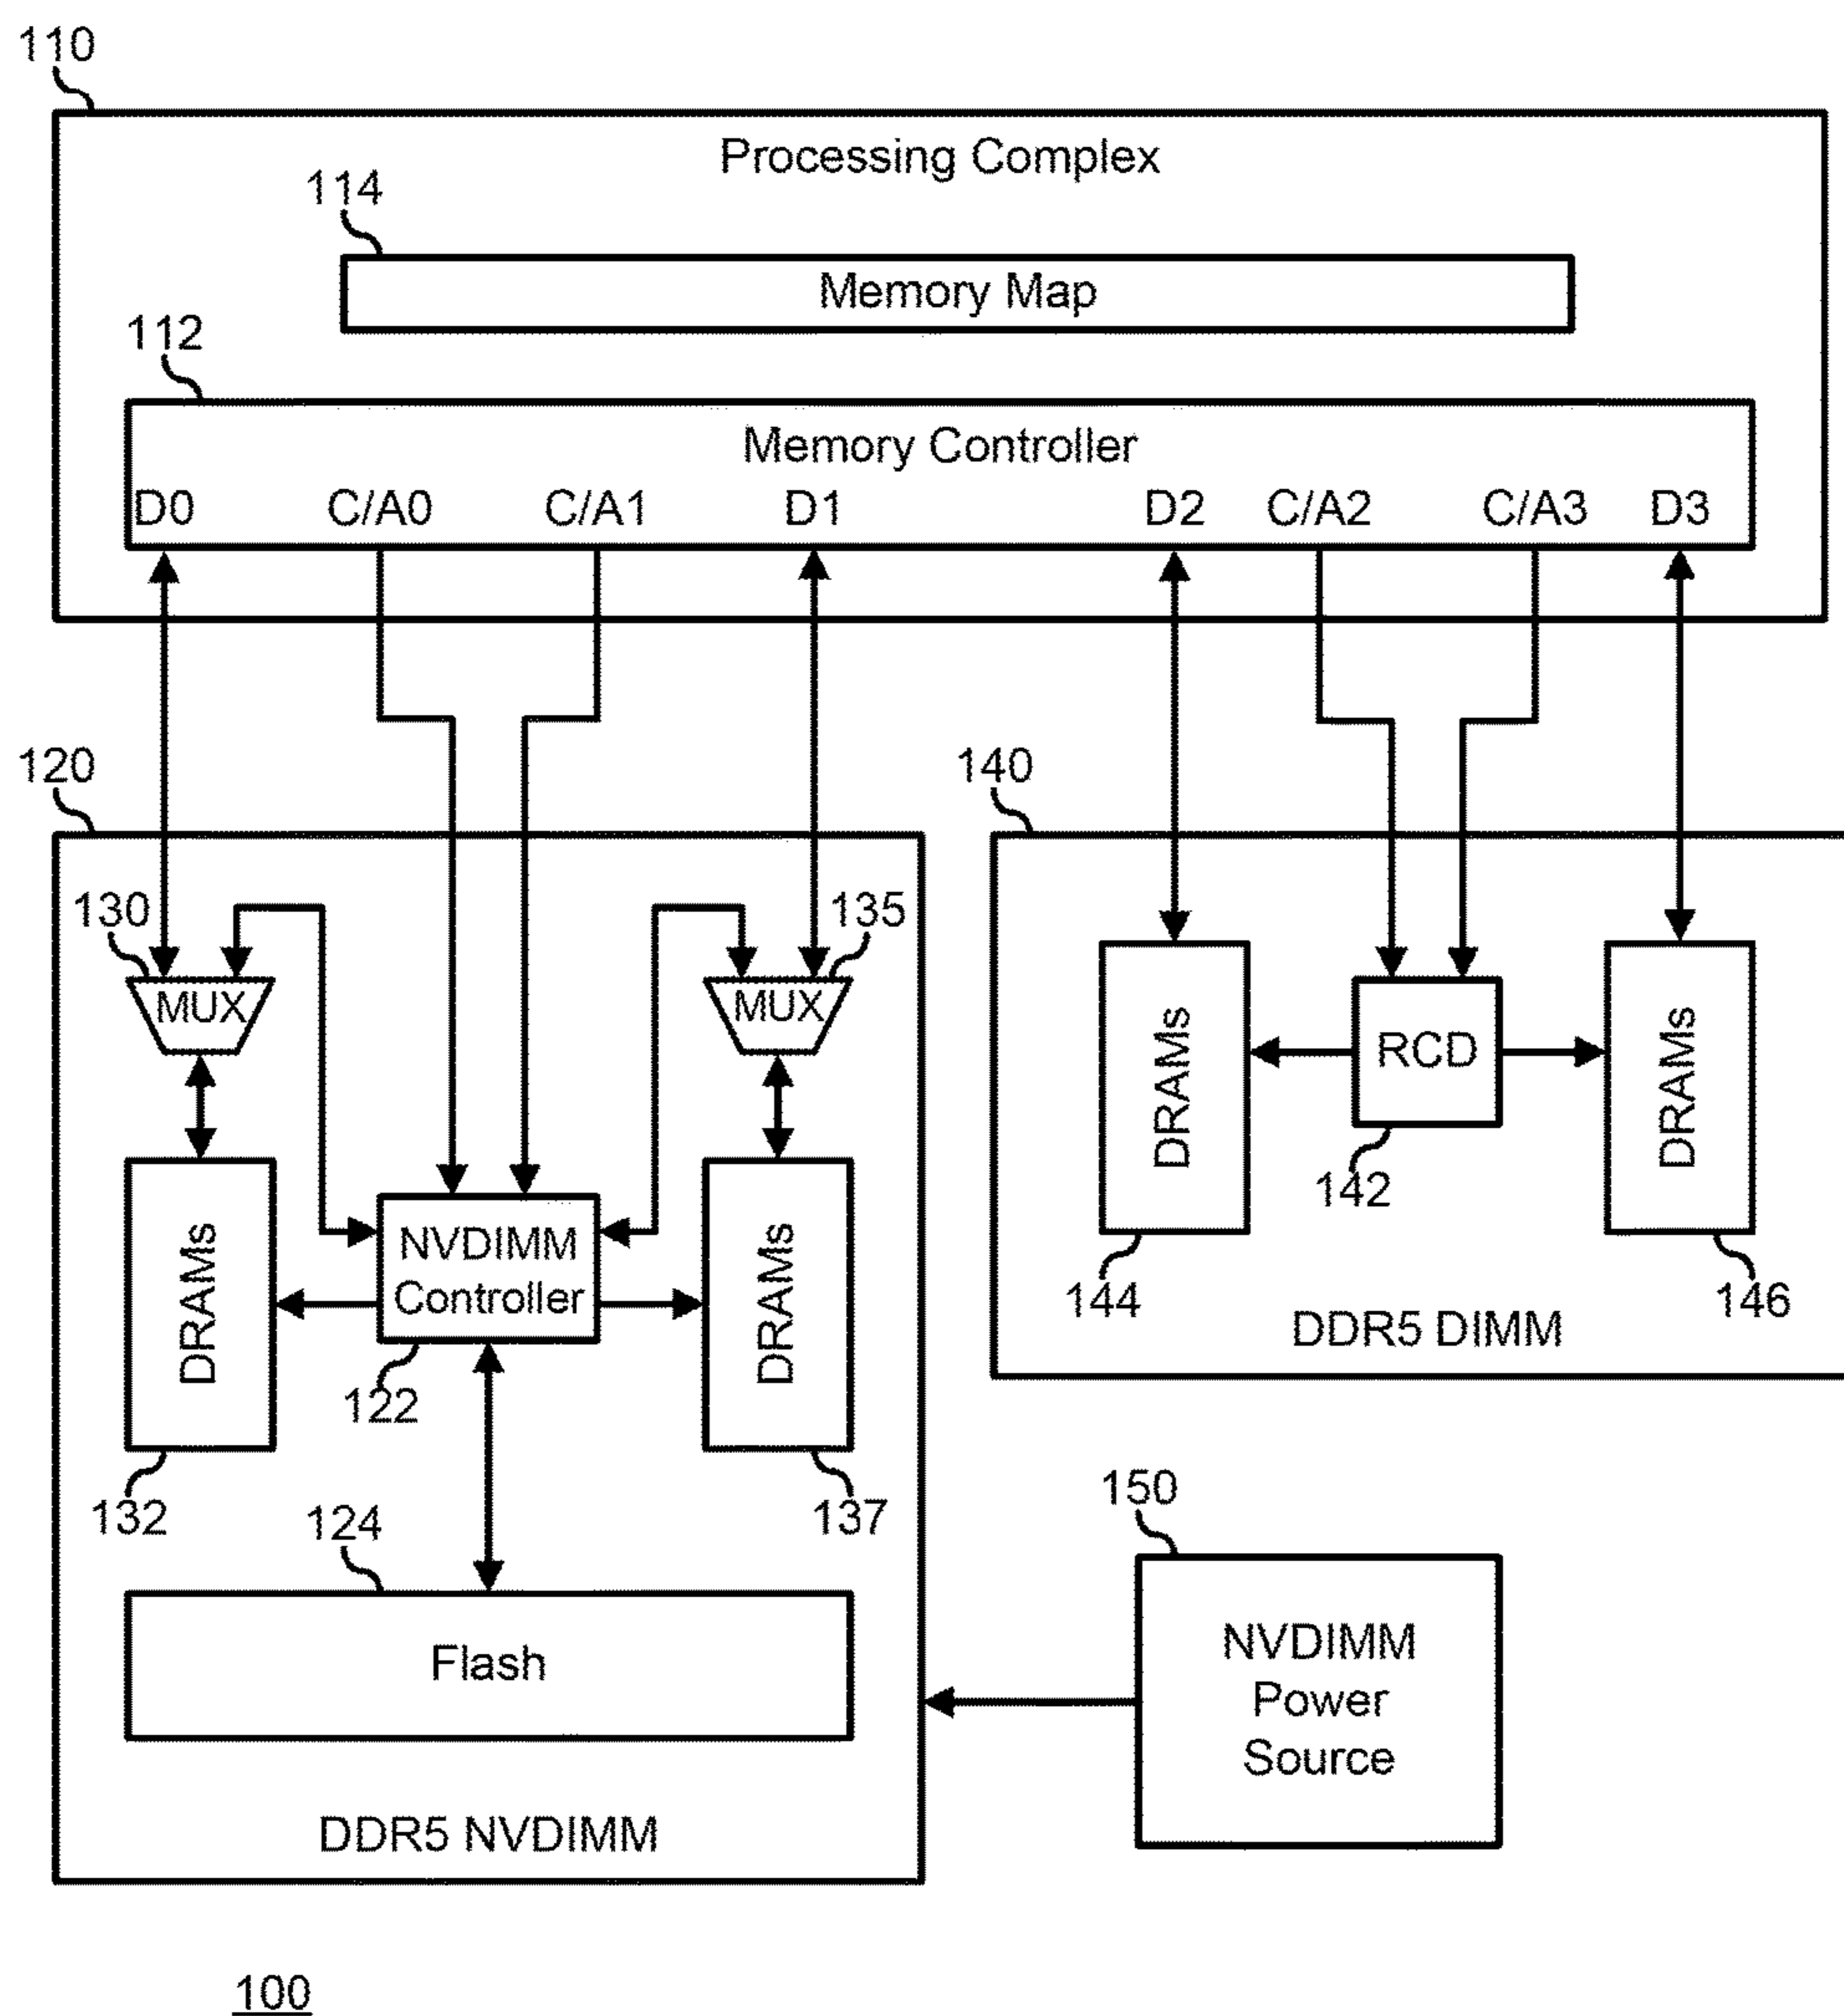 110
Processing Complex
114
Memory Map
112
Memory Controller
D0 C/A0 C/A1 D1 D2 C/A2 C/A3 D3
120
140
130
135
MUX
MUX
DRAMs
RCD
DRAMs
142
DRAMs
NVDIMM
Controller
DRAMs
144
146
DDR5 DIMM
122
132
124
137
150
Flash
NVDIMM
Power
Source
DDR5 NVDIMM
100